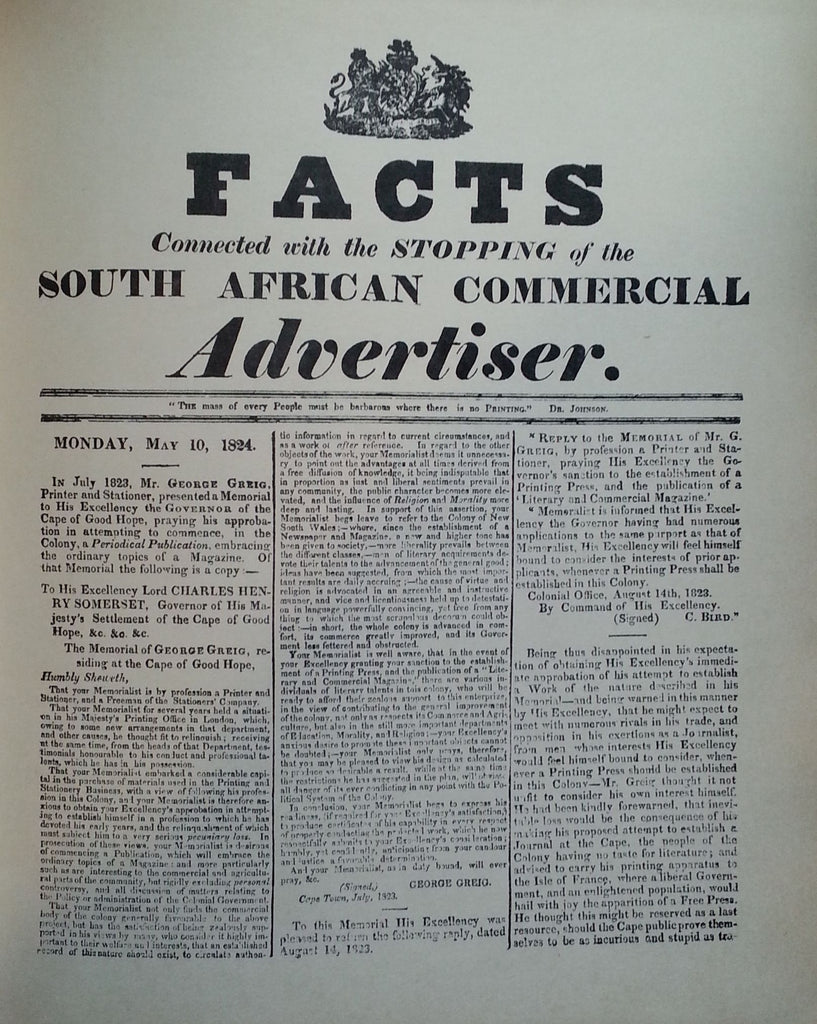 FACTS
Connected with the STOPPING of the
SOUTH AFRICAN COMMERCIAL
Advertiser.
"THE mass of every People must be barbarous where there is no PRINTING." DR. JOHNSON.
MONDAY, MAY 10, 1824.
IN July 1823, Mr. GEORGE GREIG,
Printer and Stationer, presented a Memorial
to His Excellency the GOVERNOR of the
Cape of Good Hope, praying his approba-
tion in attempting to commence, in the
Colony, a Periodical Publication, embracing
the ordinary topics of a Magazine. Of
that Memorial the following is a copy:—
To His Excellency Lord CHARLES HEN-
RY SOMERSET, Governor of His Ma-
jesty's Settlement of the Cape of Good
Hope, &c. &c. &c.
The Memorial of GEORGE GREIG, re-
siding at the Cape of Good Hope,
Humbly Sheweth,
That your Memorialist is by profession a Printer and
Stationer, and a Freeman of the Stationers' Company.
That your Memorialist for several years held a situati-
on in his Majesty's Printing Office in London, which,
owing to some new arrangements in that department,
and other causes, he thought fit to relinquish; receiving
at the same time, from the heads of that Department, tes-
timonials honourable to his conduct and professional ta-
lents, which he has in his possession.
That your Memorialist embarked a considerable capi-
tal in the purchase of materials used in the Printing and
Stationery Business, with a view of following his profes-
sion in this Colony, and your Memorialist is therefore an-
xious to obtain your Excellency's approbation in attempt-
ing to establish himself in a profession to which he has
devoted his early years, and the relinquishment of which
must subject him to a very serious pecuniary loss. In
prosecution of those views, your Memorialist is desirous
of commencing a Publication, which will embrace the
ordinary topics of a Magazine: and more particularly
such as are interesting to the commercial and agricultu-
ral parts of the community, but rigidly excluding personal
controversy, and all discussion of matters relating to
the Policy or administration of the Colonial Government.
That your Memorialist not only finds the commercial
body of the colony generally favourable to the above
project, but has the satisfaction of being zealously sup-
ported in his views by many, who consider it highly im-
portant to their welfare and interests, that an established
record of this nature should exist, to circulate authen-
tic information in regard to current circumstances, and
as a work of after reference. In regard to the other
objects of the work, your Memorialist deems it unnecessa-
ry to point out the advantages at all times derived from
a free diffusion of knowledge, it being indisputable that
in proportion as just and liberal sentiments prevail in
any community, the public character becomes more ele-
vated, and the influence of Religion and Morality more
deep and lasting. In support of this assertion, your
Memorialist begs leave to refer to the Colony of New
South Wales;—where, since the establishment of a
Newspaper and Magazine, a new and higher tone has
been given to society,—more liberality prevails between
the different classes,—men of literary acquirements de-
vote their talents to the advancement of the general good;
ideas have been suggested, from which the most impor-
tant results are daily accruing;—the cause of virtue and
religion is advocated in an agreeable and instructive
manner, and vice and licentiousness held up to detestati-
on in language powerfully convincing, yet free from any
thing to which the most scrupulous decorum could ob-
ject:—in short, the whole colony is advanced in com-
fort, its commerce greatly improved, and its Govern-
ment less fettered and obstructed.
Your Memorialist is well aware, that in the event of
your Excellency granting your sanction to the establish-
ment of a Printing Press, and the publication of a "Lite-
rary and Commercial Magazine," there are various in-
dividuals of literary talents in this colony, who will be
ready to afford their zealous support to this enterprize
in the view of contributing to the general improvement
of the colony, not only as respects its Commerce and Agri-
culture, but also in the still more important departments
of Education, Morality, and Religion:—your Excellency's
anxious desire to promote these important objects cannot
be doubted;—your Memorialist only prays, therefore,
that you may be pleased to view his design as calculated
to produce so desirable a result, while at the same time
the restrictions he has suggested in the plan, will obviate
all danger of its ever conflicting in any point with the Po-
litical System of the Colony.
In conclusion, your Memorialist begs to express his
readiness, (if required for your Excellency's satisfaction,)
to produce certificates of his capability in every respect
of properly conducting the projected work, which he now
respectfully submits to your Excellency's consideration;
humbly, yet confidently, anticipating from your candour
and justice a favorable determination.
And your Memorialist, as in duty bound, will ever
pray, &c.
(Signed,) GEORGE GREIG.
Cape Town, July, 1823.
To this Memorial His Excellency was
pleased to return the following reply, dated
August 14, 1823.
"REPLY to the MEMORIAL of Mr. G.
GREIG, by profession a Printer and Sta-
tioner, praying His Excellency the Go-
vernor's sanction to the establishment of a
Printing Press, and the publication of a
'Literary and Commercial Magazine.'
"Memorialist is informed that His Excel-
lency the Governor having had numerous
applications to the same purport as that of
Memorialist, His Excellency will feel himself
bound to consider the interests of prior ap-
plicants, whenever a Printing Press shall be
established in this Colony.
Colonial Office, August 14th, 1823.
By Command of His Excellency.
(Signed) C. BIRD."
Being thus disappointed in his expecta-
tion of obtaining His Excellency's immedi-
ate approbation of his attempt to establish
a Work of the nature described in his
Memorial—and being warned in this manner
by His Excellency, that he might expect to
meet with numerous rivals in his trade, and
opposition in his exertions as a Journalist,
from men whose interests His Excellency
would feel himself bound to consider, when-
ever a Printing Press should be established
in this Colony—Mr. Greig thought it not
unfit to consider his own interest himself.
He had been kindly forewarned, that inevi-
table loss would be the consequence of his
making his proposed attempt to establish a
Journal at the Cape, the people of the
Colony having no taste for literature; and
advised to carry his printing apparatus to
the Isle of France, where a liberal Govern-
ment, and an enlightened population, would
hail with joy the apparition of a Free Press.
He thought this might be reserved as a last
resource, should the Cape public prove them-
selves to be as incurious and stupid as tra-